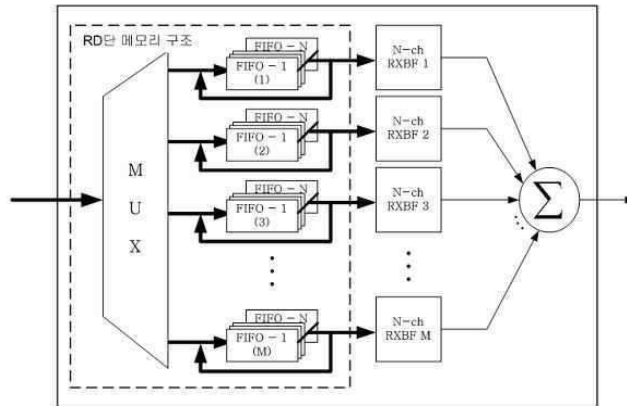 RD단 메모리 구조
FIFO - N
FIFO - 1
(1)
N-ch
RXBF 1
FIFO - N
FIFO - 1
(2)
N-ch
RXBF 2
M
U
X
FIFO - N
FIFO - 1
(3)
N-ch
RXBF 3
Σ
FIFO - N
FIFO - 1
(M)
N-ch
RXBF M